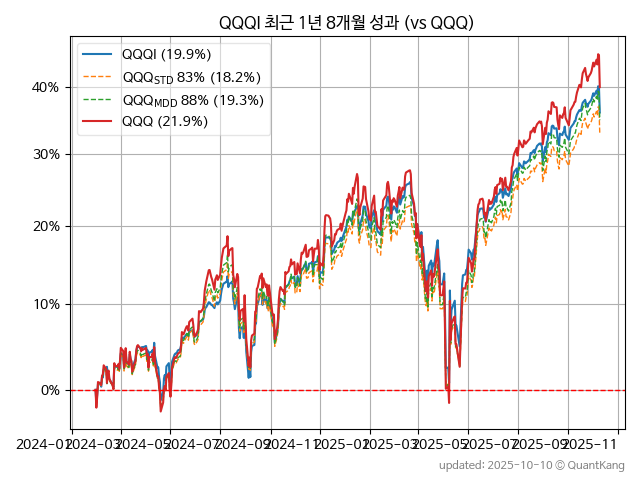 QQQI 최근 1년 8개월 성과 (vs QQQ)
QQQI (19.9%)
QQQSTD 83% (18.2%)
QQQMDD 88% (19.3%)
QQQ (21.9%)
40%
30%
20%
10%
0%
2024-01 2024-03 2024-05 2024-07 2024-09 2024-11 2025-01 2025-03 2025-05 2025-07 2025-09 2025-11
updated: 2025-10-10 © QuantKang